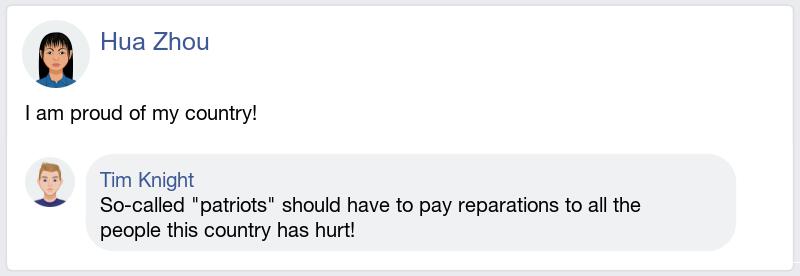 Hua Zhou
I am proud of my country!
Tim Knight
So-called "patriots" should have to pay reparations to all the
people this country has hurt!